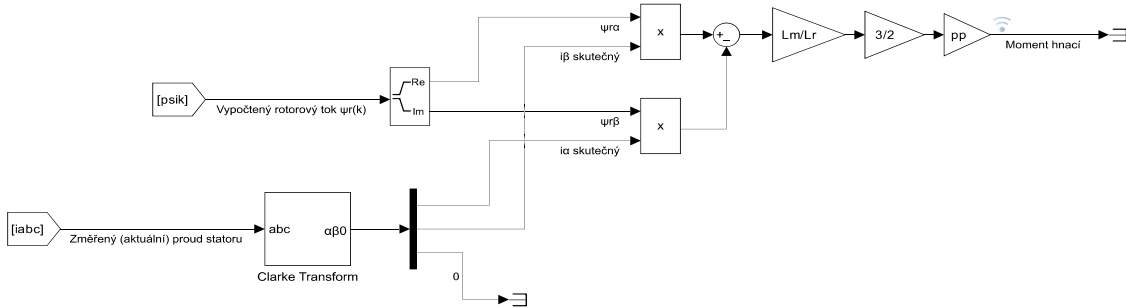 ψrα
x
iβ skutečný
+
−
Lm/Lr
3/2
pp
Moment hnací
[psik]
Vypočtený rotorový tok ψr(k)
Re
Im
ψrβ
x
iα skutečný
[iabc]
Změřený (aktuální) proud statoru
abc
αβ0
Clarke Transform
0